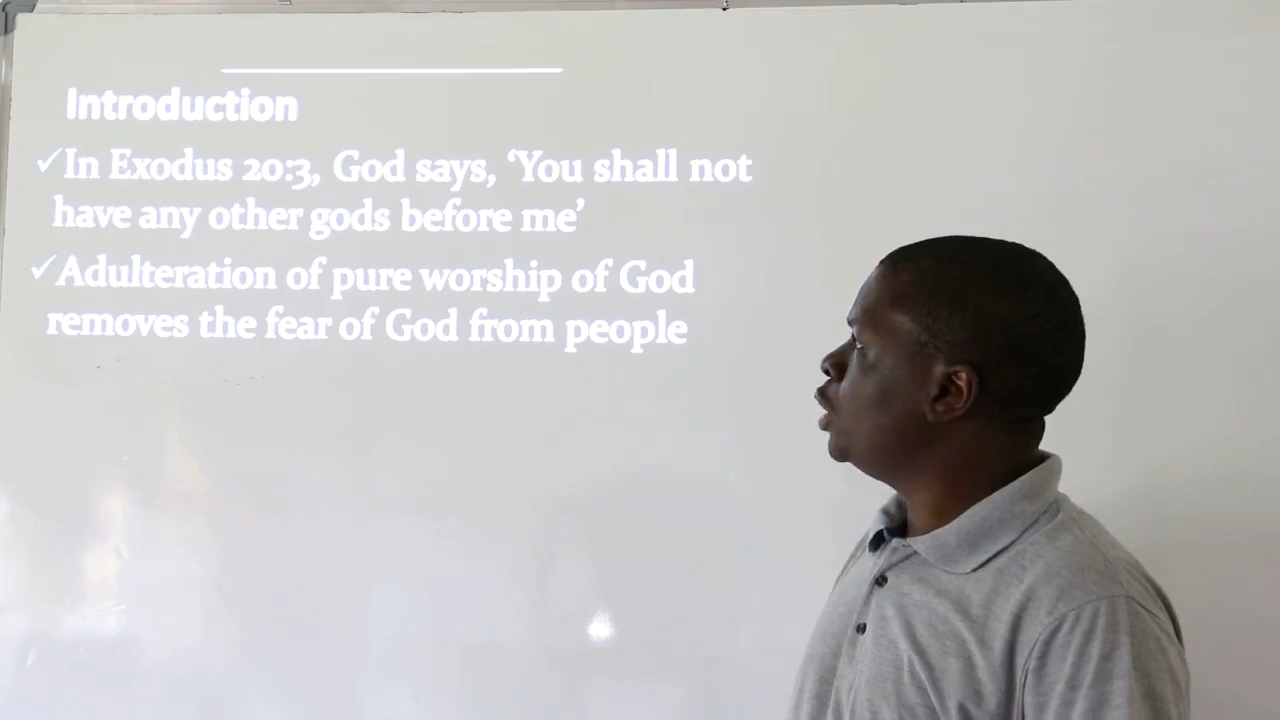 Introduction
✓In Exodus 20:3, God says, ‘You shall not
have any other gods before me’
✓Adulteration of pure worship of God
removes the fear of God from people